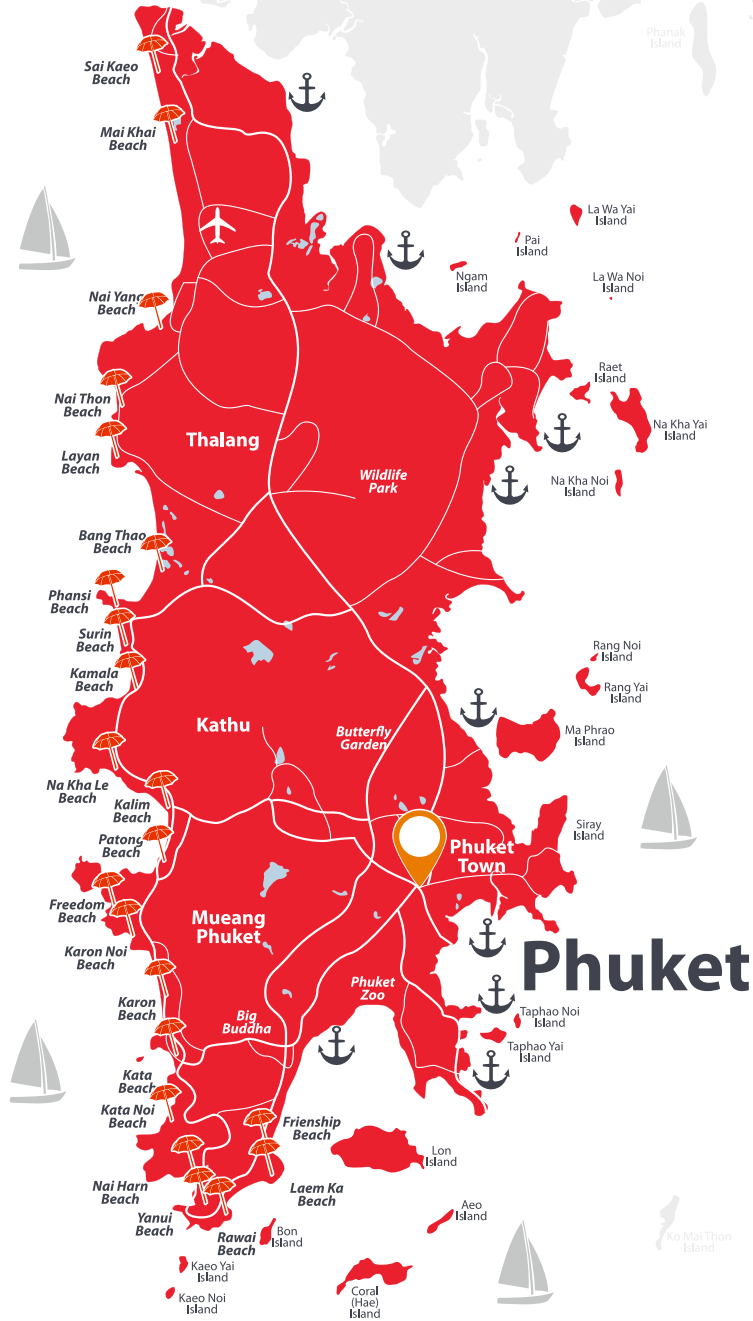 Phanak
Island
Sai Kaeo
Beach
Mai Khai
Beach
La Wa Yai
Island
Pai
Island
Ngam
Island
La Wa Noi
Island
Nai Yang
Beach
Raet
Island
Nai Thon
Beach
Na Kha Yai
Island
Thalang
Layan
Beach
Wildlife
Park
Na Kha Noi
Island
Bang Thao
Beach
Phansi
Beach
Surin
Beach
Rang Noi
Island
Kamala
Beach
Rang Yai
Island
Kathu
Butterfly
Garden
Ma Phrao
Island
Na Kha Le
Beach
Kalim
Beach
Siray
Island
Patong
Beach
Phuket
Town
Freedom
Beach
Mueang
Phuket
Karon Noi
Beach
Phuket
Phuket
Zoo
Karon
Beach
Big
Buddha
Taphao Noi
Island
Taphao Yai
Island
Kata
Beach
Kata Noi
Beach
Frienship
Beach
Lon
Island
Nai Harn
Beach
Laem Ka
Beach
Yanui
Beach
Rawai
Beach
Bon
Island
Aeo
Island
Ko Mai Thon
Island
Kaeo Yai
Island
Kaeo Noi
Island
Coral
(Hae)
Island